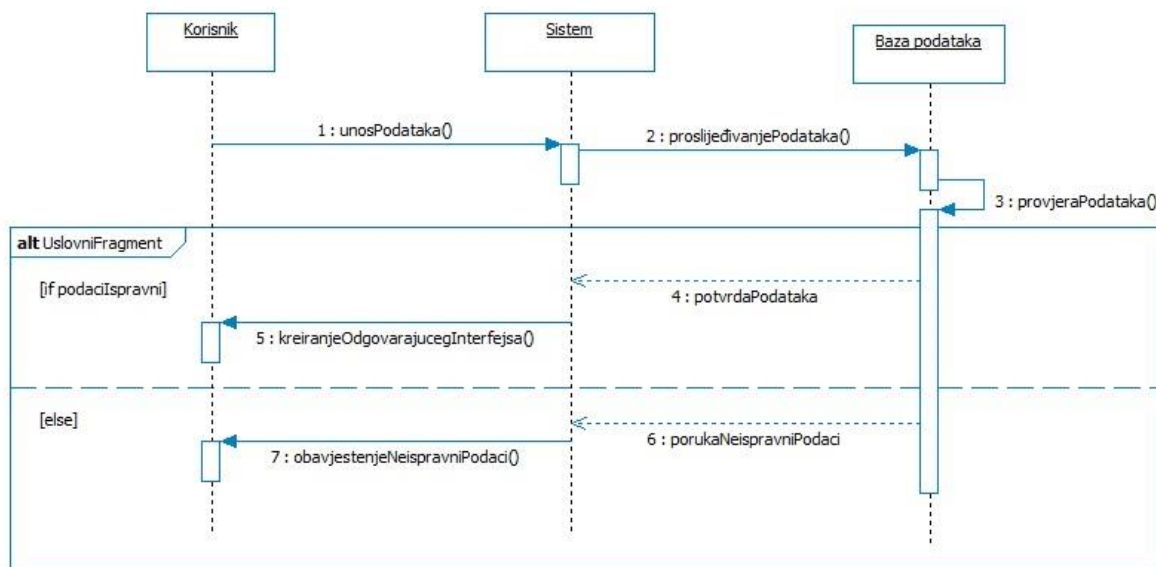 Korisnik
Sistem
Baza podataka
1 : unosPodataka()
2 : proslijeđivanjePodataka()
3 : provjeraPodataka()
alt UslovniFragment
[if podaciIspravni]
4 : potvrdaPodataka
5 : kreiranjeOdgovarajucegInterfejsa()
[else]
6 : porukaNeispravniPodaci
7 : obavjestenjeNeispravniPodaci()